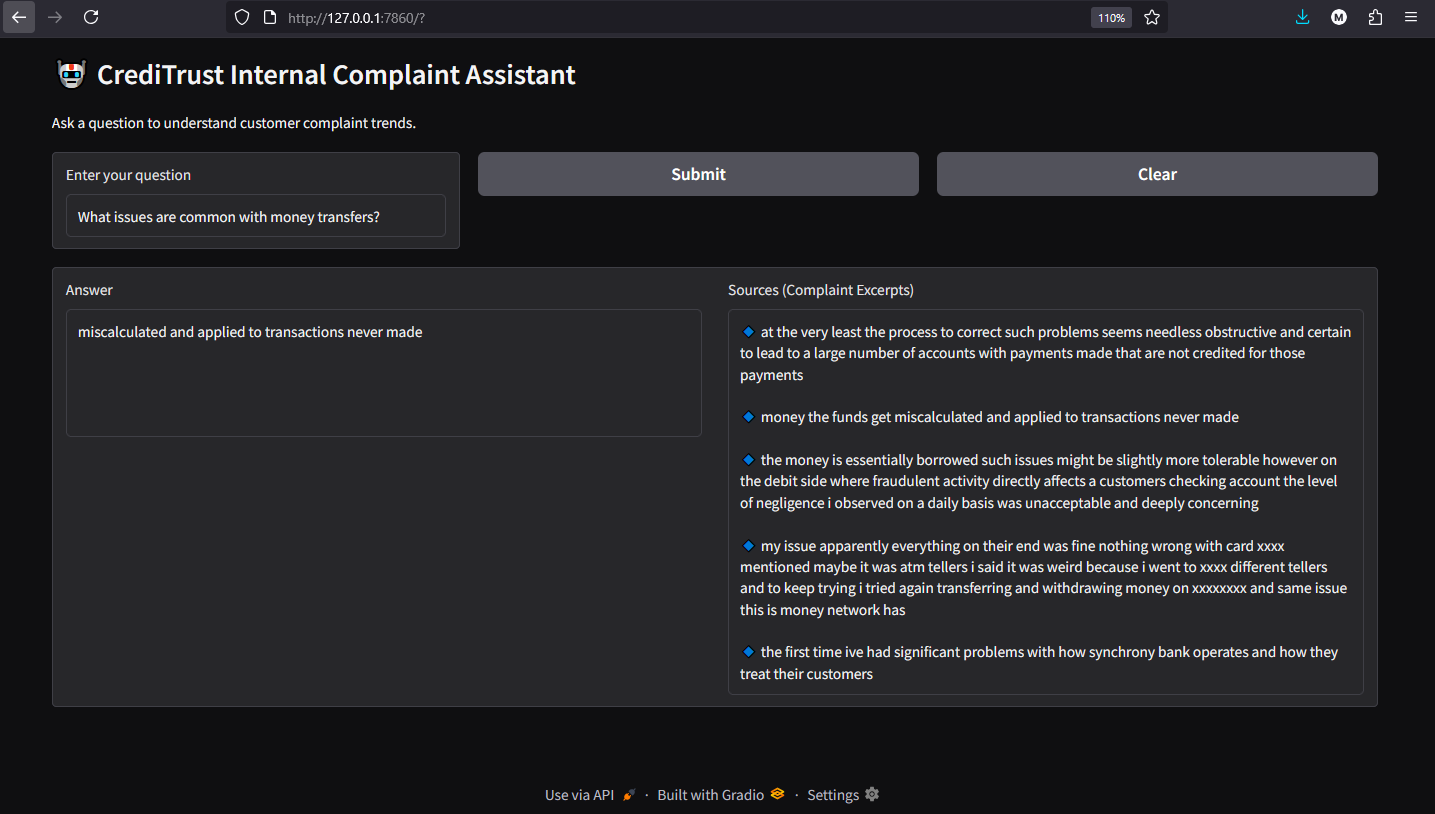 http://127.0.0.1:7860/?
110%
M
CrediTrust Internal Complaint Assistant
Ask a question to understand customer complaint trends.
Enter your question
What issues are common with money transfers?
Submit
Clear
Answer
miscalculated and applied to transactions never made
Sources (Complaint Excerpts)
at the very least the process to correct such problems seems needless obstructive and certain
to lead to a large number of accounts with payments made that are not credited for those
payments
money the funds get miscalculated and applied to transactions never made
the money is essentially borrowed such issues might be slightly more tolerable however on
the debit side where fraudulent activity directly affects a customers checking account the level
of negligence i observed on a daily basis was unacceptable and deeply concerning
my issue apparently everything on their end was fine nothing wrong with card xxxx
mentioned maybe it was atm tellers i said it was weird because i went to xxxx different tellers
and to keep trying i tried again transferring and withdrawing money on xxxxxxxx and same issue
this is money network has
the first time ive had significant problems with how synchrony bank operates and how they
treat their customers
Use via API · Built with Gradio · Settings